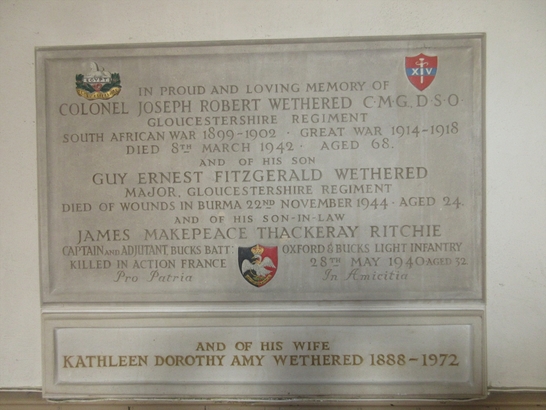 EGYPT
XIV
IN PROUD AND LOVING MEMORY OF
COLONEL JOSEPH ROBERT WETHERED C·M·G., D·S·O·
GLOUCESTERSHIRE REGIMENT
SOUTH AFRICAN WAR 1899-1902 · GREAT WAR 1914-1918
DIED 8TH MARCH 1942 · AGED 68.
AND OF HIS SON
GUY ERNEST FITZGERALD WETHERED
MAJOR, GLOUCESTERSHIRE REGIMENT
DIED OF WOUNDS IN BURMA 22ND NOVEMBER 1944 · AGED 24.
AND OF HIS SON-IN-LAW
JAMES MAKEPEACE THACKERAY RITCHIE
CAPTAIN AND ADJUTANT, BUCKS BATT: OXFORD & BUCKS LIGHT INFANTRY
KILLED IN ACTION FRANCE 28TH MAY 1940 AGED 32
Pro Patria In Amicitia
AND OF HIS WIFE
KATHLEEN DOROTHY AMY WETHERED 1888-1972